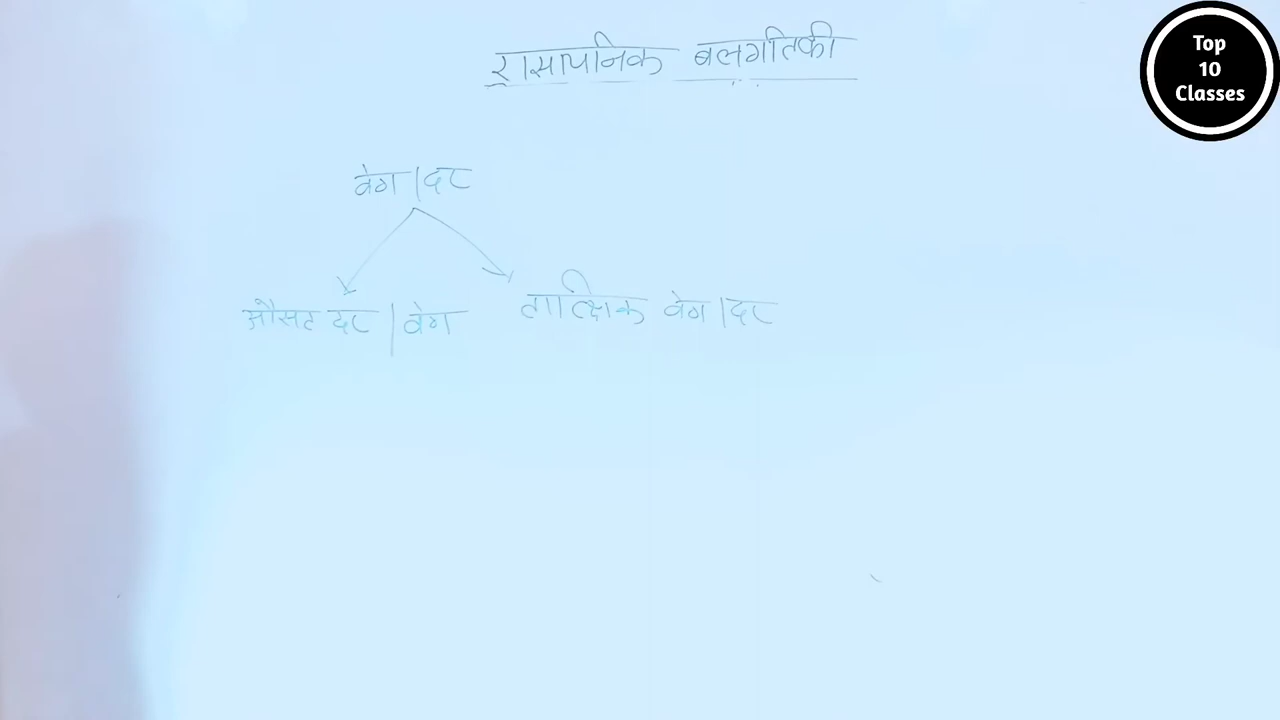 रासायनिक बलगतिकी
Top
10
Classes
वेग/दर
औसत दर/वेग
तात्क्षिक वेग/दर